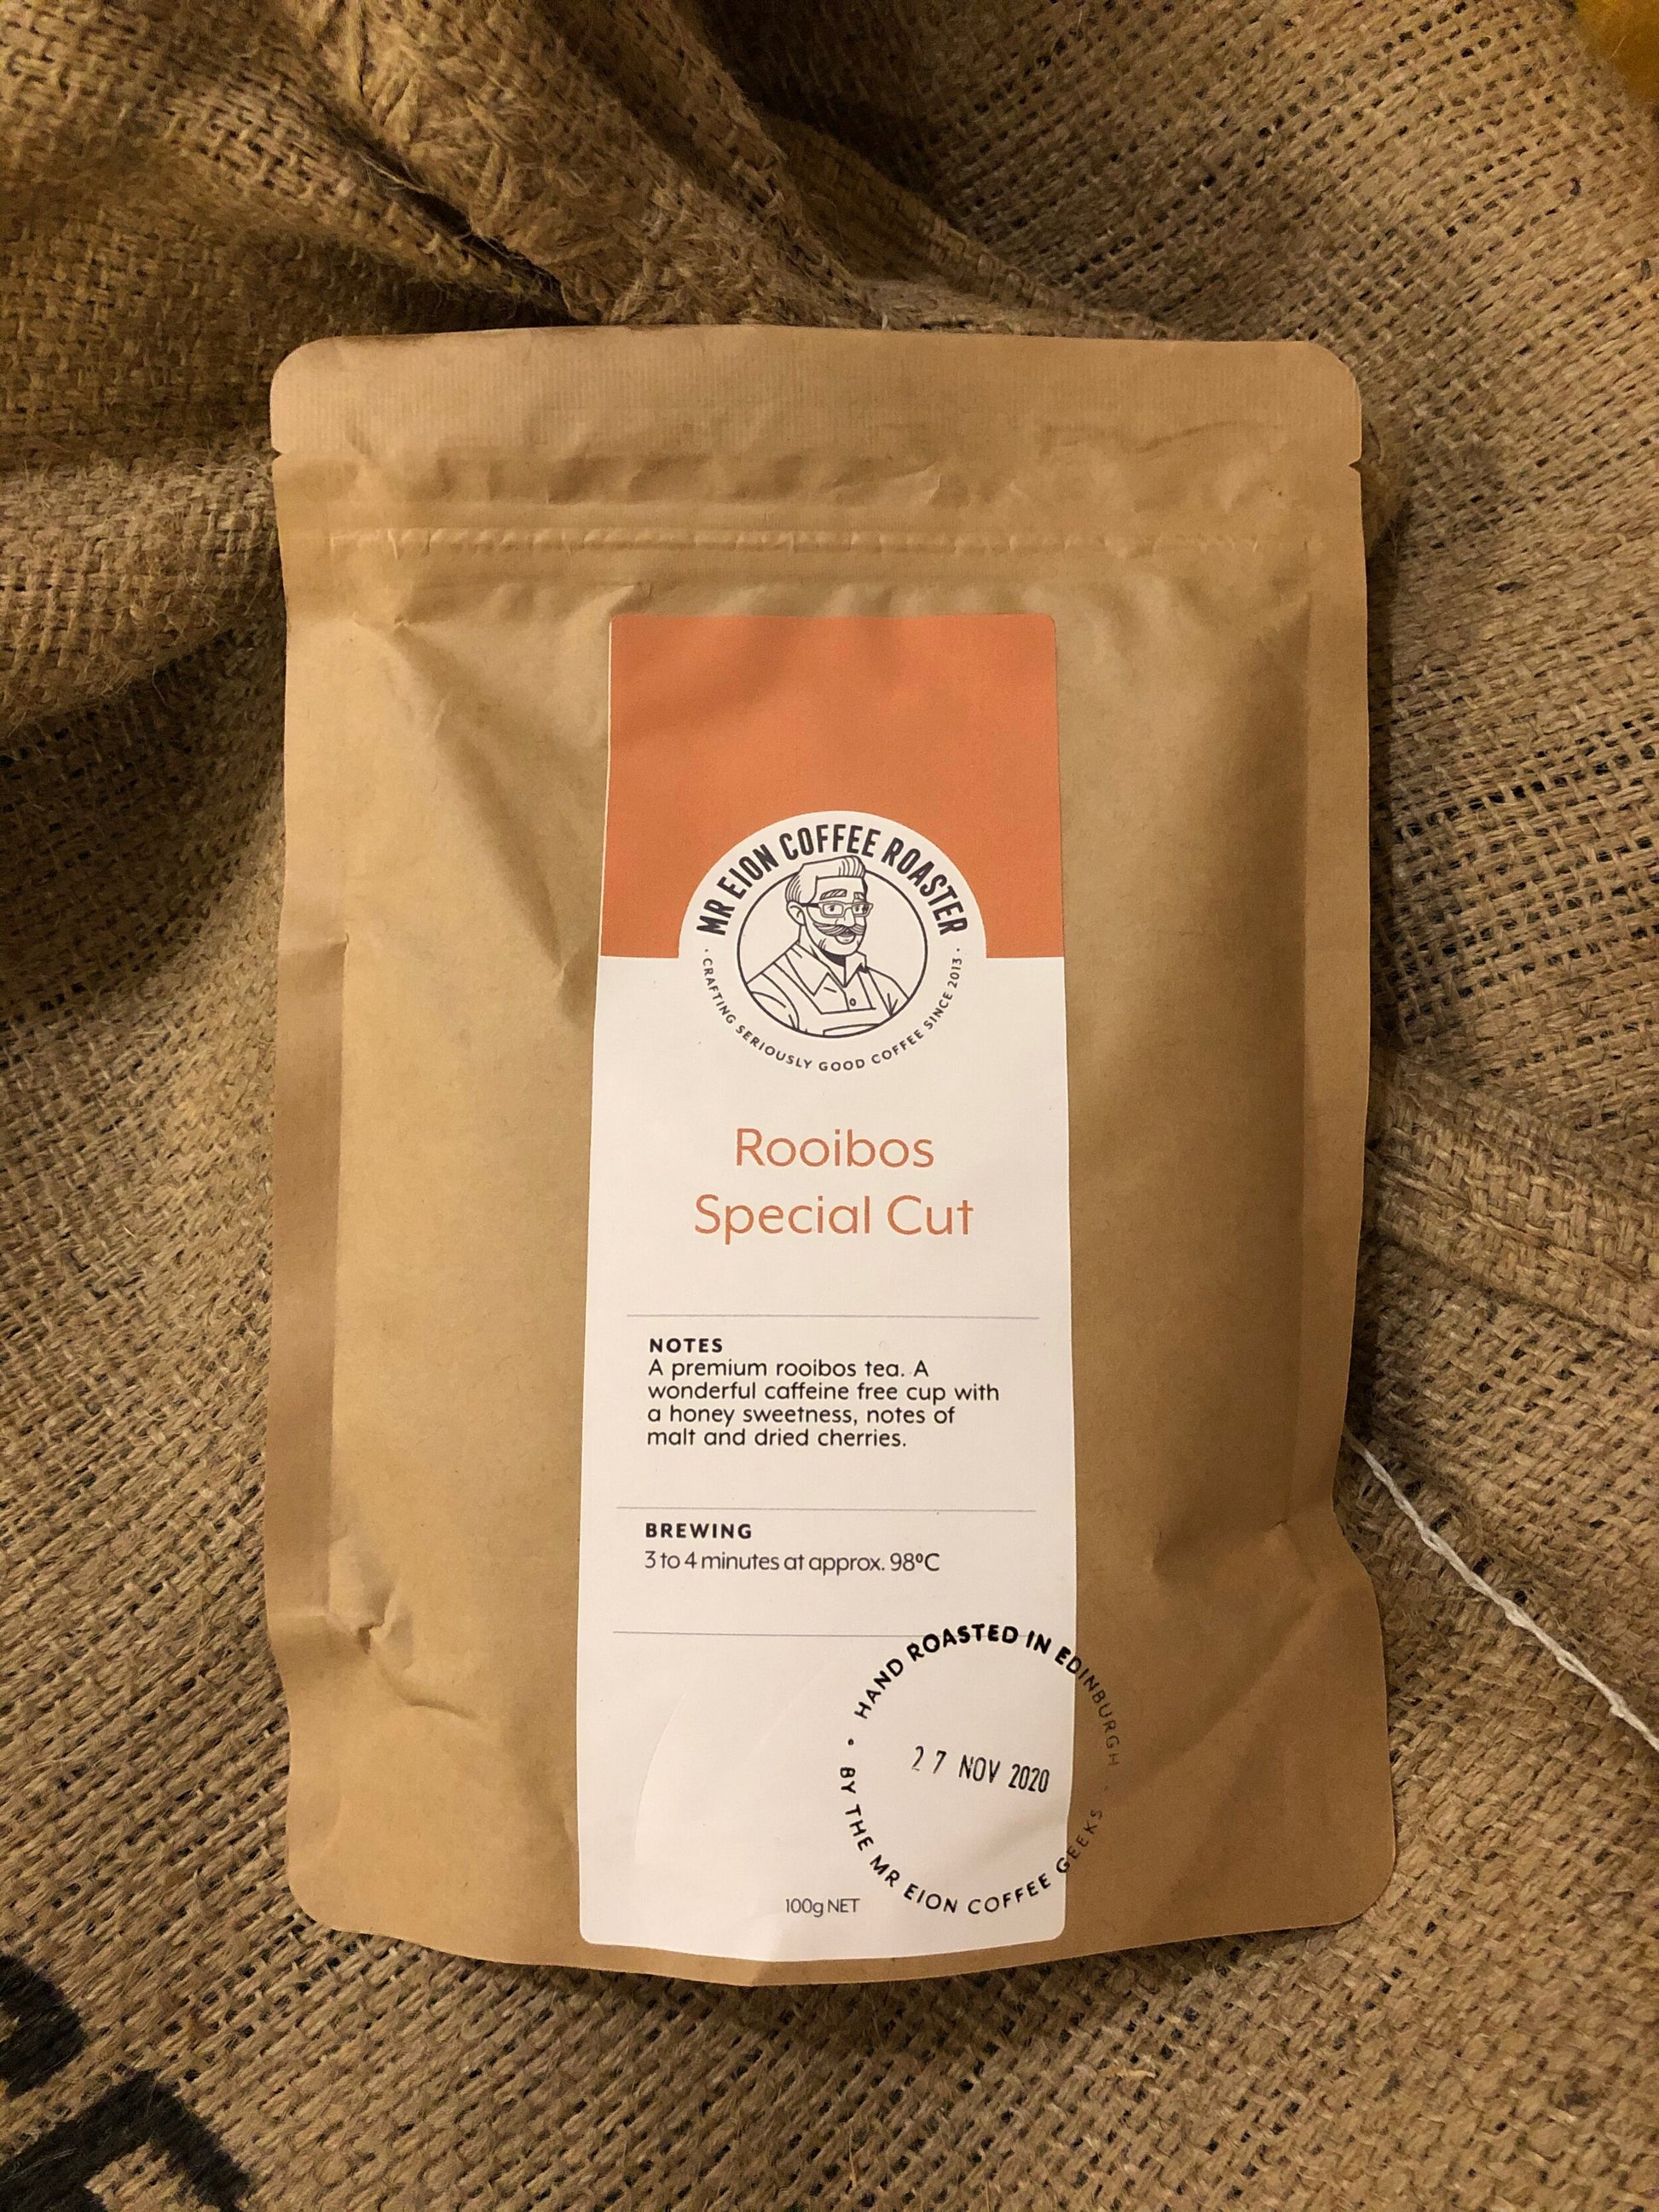 MR EION COFFEE ROASTER
· CRAFTING SERIOUSLY GOOD COFFEE SINCE 2013 ·
Rooibos
Special Cut
NOTES
A premium rooibos tea. A
wonderful caffeine free cup with
a honey sweetness, notes of
malt and dried cherries.
BREWING
3 to 4 minutes at approx. 98ºC
HAND ROASTED IN EDINBURGH
27 NOV 2020
· BY THE MR EION COFFEE GEEKS ·
100g NET